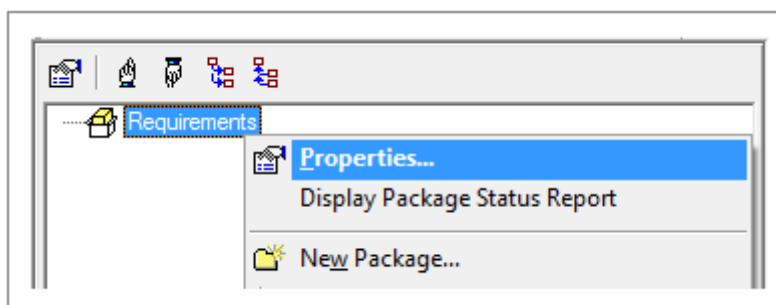 Requirements
Properties...
Display Package Status Report
New Package...